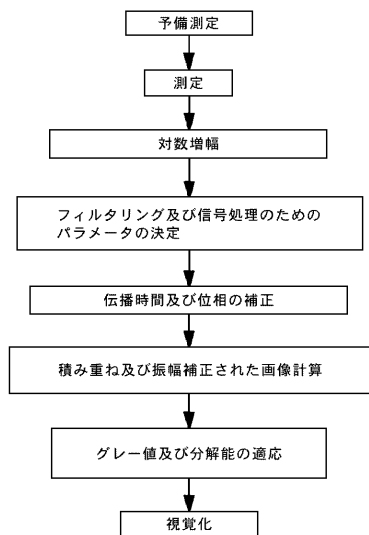 予備測定
測定
対数増幅
フィルタリング及び信号処理のための
パラメータの決定
伝播時間及び位相の補正
積み重ね及び振幅補正された画像計算
グレー値及び分解能の適応
視覚化